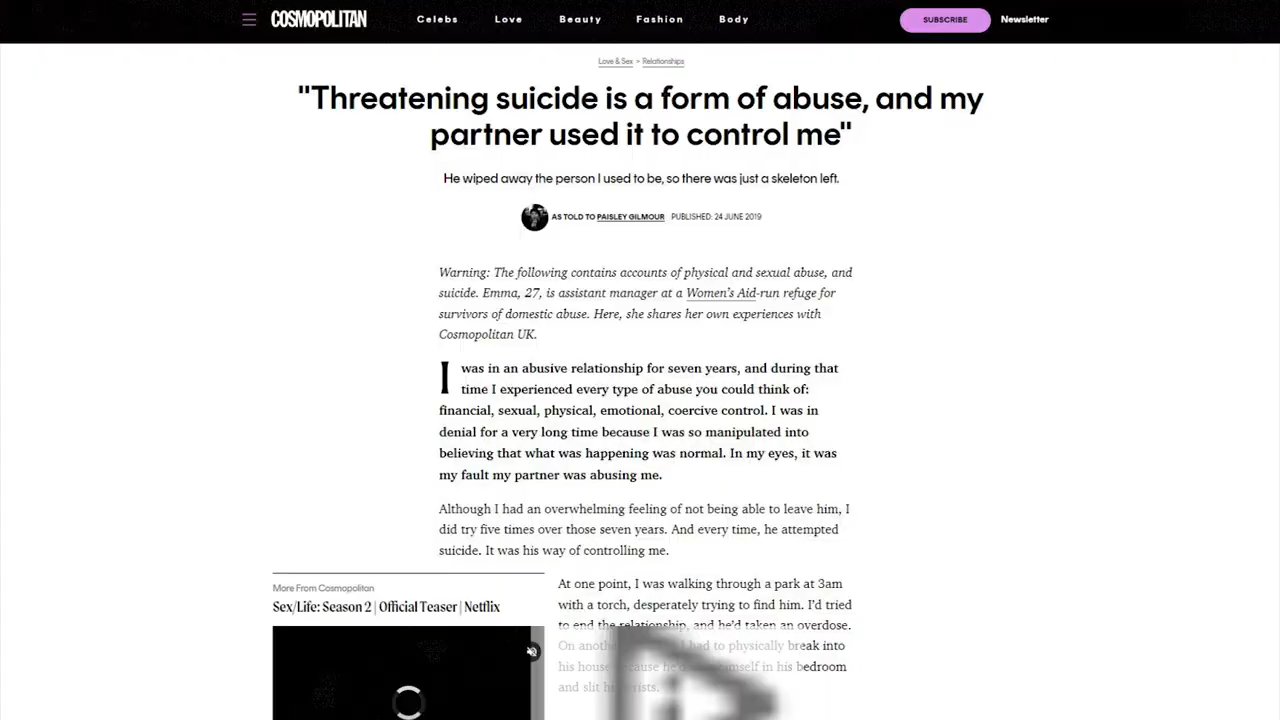 COSMOPOLITAN
Celebs
Love
Beauty
Fashion
Body
SUBSCRIBE
Newsletter
Love & Sex > Relationships
"Threatening suicide is a form of abuse, and my
partner used it to control me"
He wiped away the person I used to be, so there was just a skeleton left.
AS TOLD TO PAISLEY GILMOUR PUBLISHED: 24 JUNE 2019
Warning: The following contains accounts of physical and sexual abuse, and
suicide. Emma, 27, is assistant manager at a Women's Aid-run refuge for
survivors of domestic abuse. Here, she shares her own experiences with
Cosmopolitan UK.
I was in an abusive relationship for seven years, and during that
time I experienced every type of abuse you could think of:
financial, sexual, physical, emotional, coercive control. I was in
denial for a very long time because I was so manipulated into
believing that what was happening was normal. In my eyes, it was
my fault my partner was abusing me.
Although I had an overwhelming feeling of not being able to leave him, I
did try five times over those seven years. And every time, he attempted
suicide. It was his way of controlling me.
More From Cosmopolitan
Sex/Life: Season 2 | Official Teaser | Netflix
At one point, I was walking through a park at 3am
with a torch, desperately trying to find him. I'd tried
to end the relationship, and he'd taken an overdose.
On I had to physically break into
his house himself in his bedroom
and slit